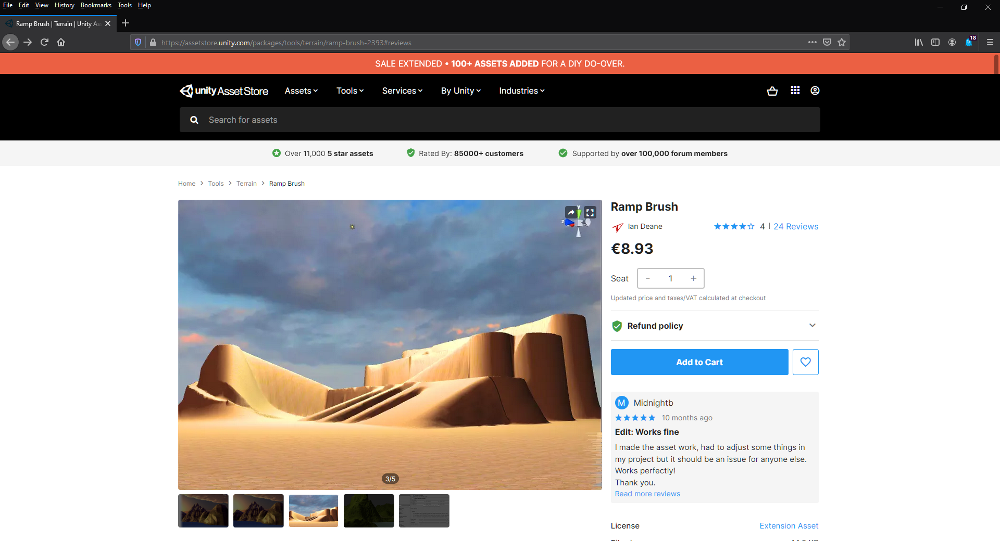 File Edit View History Bookmarks Tools Help
Ramp Brush | Terrain | Unity As
https://assetstore.unity.com/packages/tools/terrain/ramp-brush-2393#reviews
18
SALE EXTENDED • 100+ ASSETS ADDED FOR A DIY DO-OVER.
unity Asset Store Assets Tools Services By Unity Industries
Search for assets
Over 11,000 5 star assets Rated By: 85000+ customers Supported by over 100,000 forum members
Home > Tools > Terrain > Ramp Brush
y
z
3/5
Ramp Brush
Ian Deane 4 | 24 Reviews
€8.93
Seat - 1 +
Updated price and taxes/VAT calculated at checkout
Refund policy
Add to Cart
M Midnightb
10 months ago
Edit: Works fine
I made the asset work, had to adjust some things in
my project but it should be an issue for anyone else.
Works perfectly!
Thank you.
Read more reviews
License Extension Asset